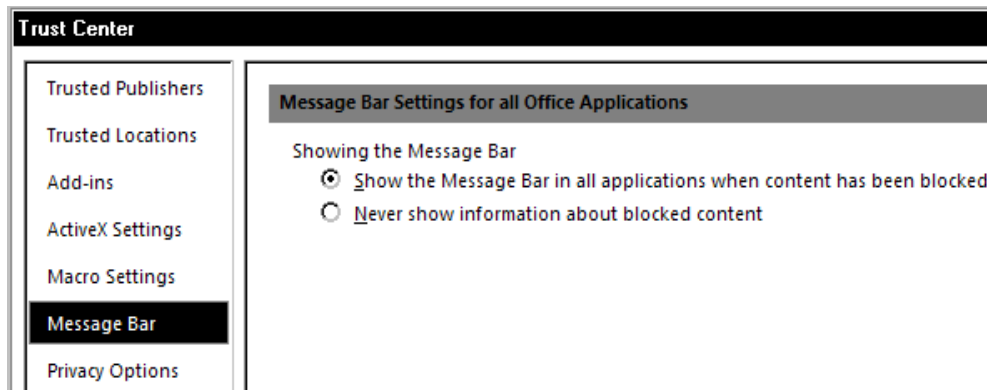 Trust Center
Trusted Publishers
Trusted Locations
Add-ins
ActiveX Settings
Macro Settings
Message Bar
Privacy Options
Message Bar Settings for all Office Applications
Showing the Message Bar
Show the Message Bar in all applications when content has been blocked
Never show information about blocked content